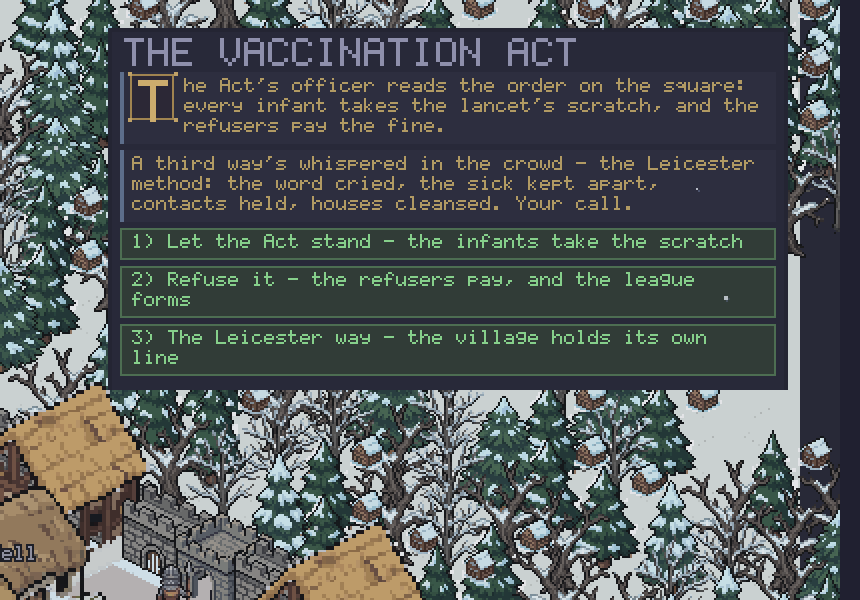 THE VACCINATION ACT
The Act's officer reads the order on the square:
every infant takes the lancet's scratch, and the
refusers pay the fine.
A third way's whispered in the crowd – the Leicester
method: the word cried, the sick kept apart,
contacts held, houses cleansed. Your call.
1) Let the Act stand – the infants take the scratch
2) Refuse it – the refusers pay, and the league
forms
3) The Leicester way – the village holds its own
line
ell